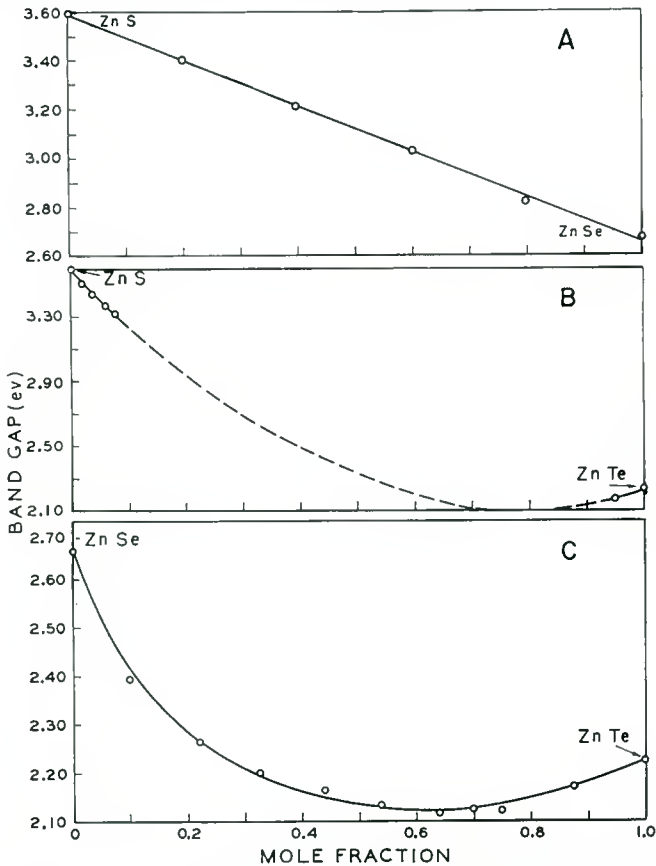 3.60
Zn S
A
3.40
3.20
3.00
2.80
Zn Se
2.60
Zn S
B
3.30
2.90
2.50
Zn Te
2.10
BAND GAP (ev)
2.70
Zn Se
C
2.60
2.50
2.40
2.30
Zn Te
2.20
2.10
0 0.2 0.4 0.6 0.8 1.0
MOLE FRACTION